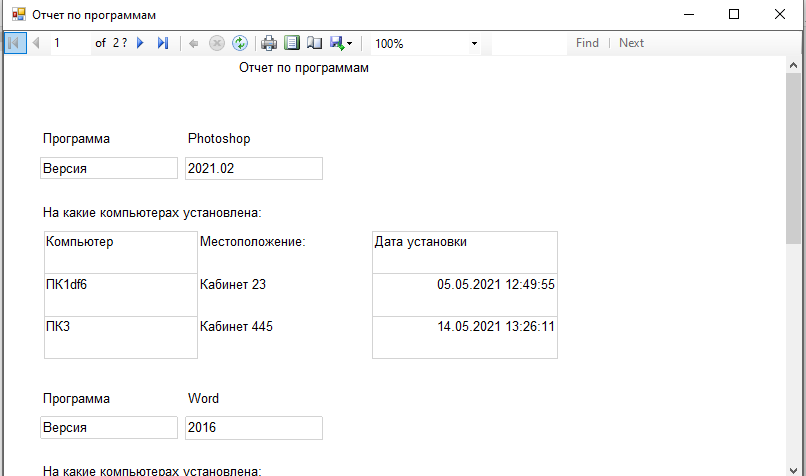 Отчет по программам
1 of 2 ? 100% Find | Next
Отчет по программам
Программа Photoshop
Версия 2021.02
На какие компьютерах установлена:
Компьютер Местоположение: Дата установки
ПК1df6 Кабинет 23 05.05.2021 12:49:55
ПК3 Кабинет 445 14.05.2021 13:26:11
Программа Word
Версия 2016
На какие компьютерах установлена: